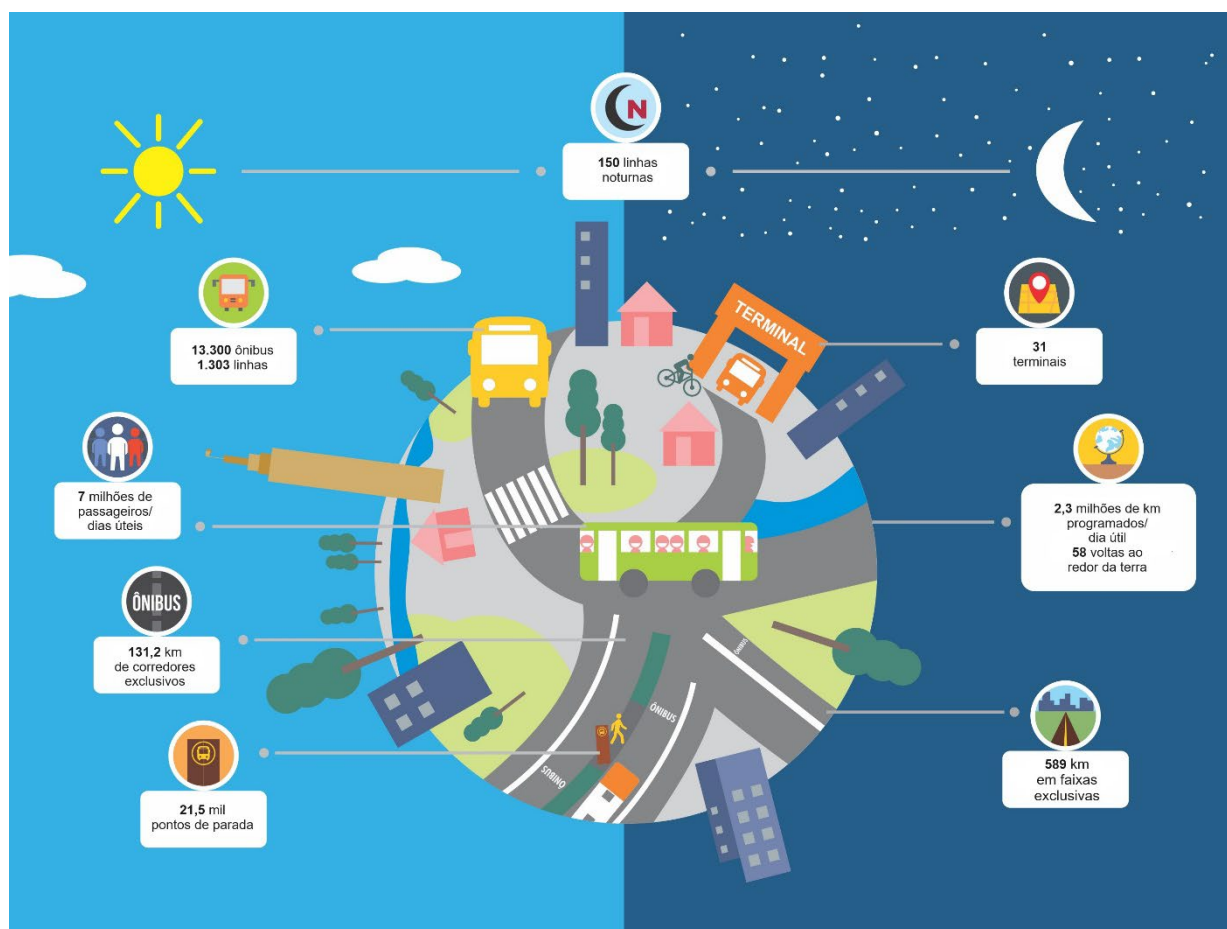 N
150 linhas
noturnas
13.300 ônibus
1.303 linhas
TERMINAL
31
terminais
7 milhões de
passageiros/
dias úteis
2,3 milhões de km
programados/
dia útil
58 voltas ao
redor da terra
ÔNIBUS
131,2 km
de corredores
exclusivos
ÔNIBUS
ÔNIBUS
ÔNIBUS
589 km
em faixas
exclusivas
21,5 mil
pontos de parada